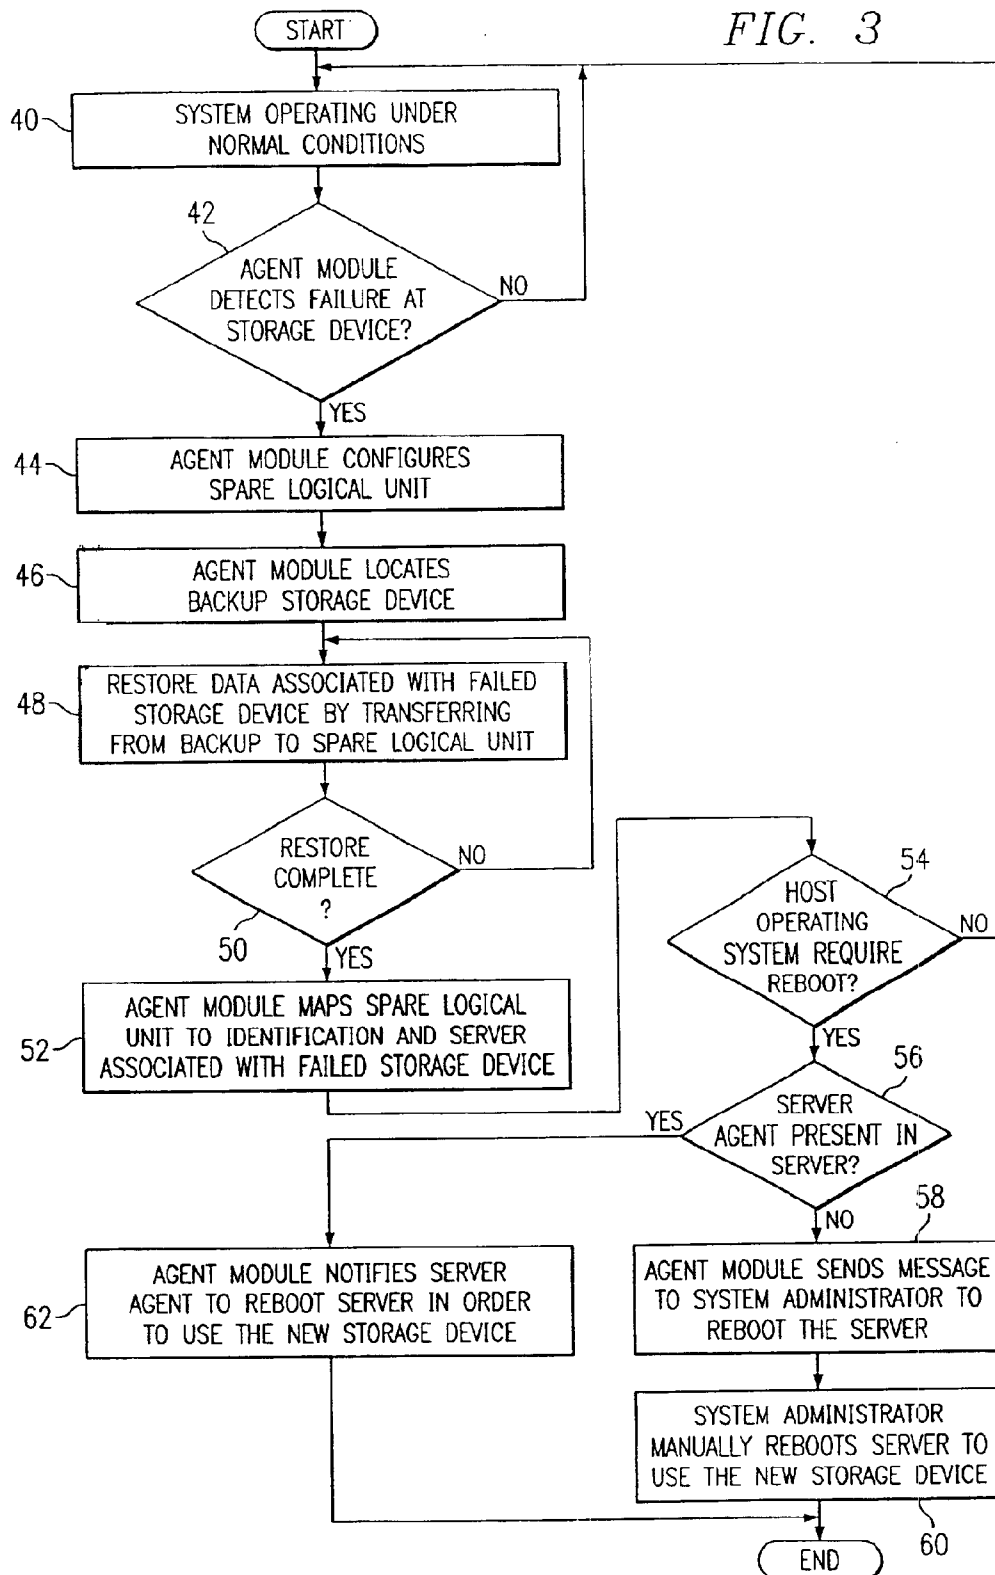 FIG. 3
START
40
SYSTEM OPERATING UNDER
NORMAL CONDITIONS
42
AGENT MODULE
DETECTS FAILURE AT
STORAGE DEVICE?
NO
YES
44
AGENT MODULE CONFIGURES
SPARE LOGICAL UNIT
46
AGENT MODULE LOCATES
BACKUP STORAGE DEVICE
48
RESTORE DATA ASSOCIATED WITH FAILED
STORAGE DEVICE BY TRANSFERRING
FROM BACKUP TO SPARE LOGICAL UNIT
RESTORE
COMPLETE
?
NO
50
YES
52
AGENT MODULE MAPS SPARE LOGICAL
UNIT TO IDENTIFICATION AND SERVER
ASSOCIATED WITH FAILED STORAGE DEVICE
54
HOST
OPERATING
SYSTEM REQUIRE
REBOOT?
NO
YES
56
SERVER
AGENT PRESENT IN
SERVER?
YES
NO
58
AGENT MODULE SENDS MESSAGE
TO SYSTEM ADMINISTRATOR TO
REBOOT THE SERVER
62
AGENT MODULE NOTIFIES SERVER
AGENT TO REBOOT SERVER IN ORDER
TO USE THE NEW STORAGE DEVICE
SYSTEM ADMINISTRATOR
MANUALLY REBOOTS SERVER TO
USE THE NEW STORAGE DEVICE
60
END